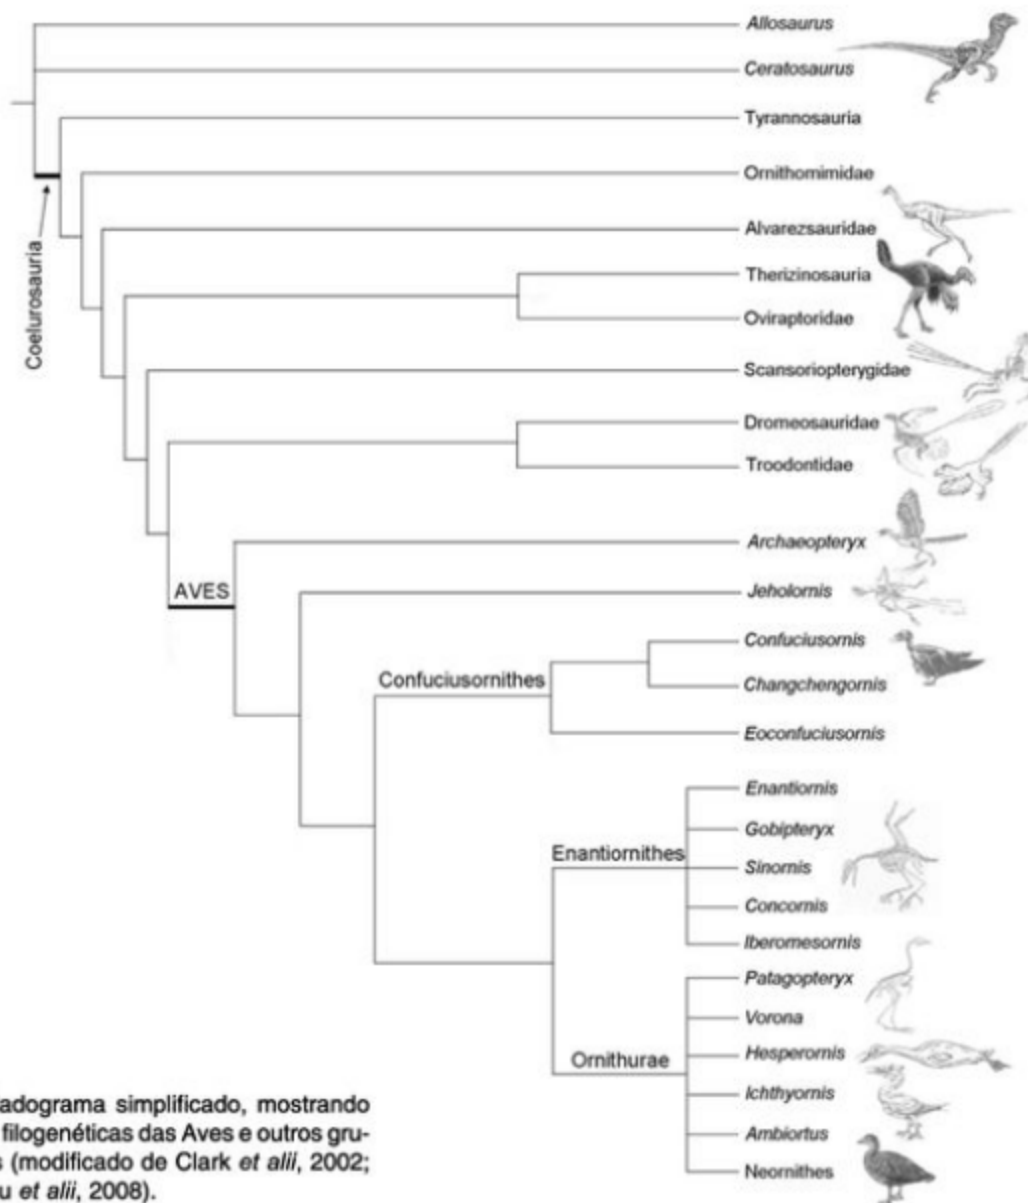 Allosaurus
Ceratosaurus
Tyrannosauria
Ornithomimidae
Coelurosauria
Alvarezsauridae
Therizinosauria
Oviraptoridae
Scansoriopterygidae
Dromeosauridae
Troodontidae
Archaeopteryx
AVES
Jeholornis
Confuciusornis
Confuciusornithes
Changchengornis
Eoconfuciusornis
Enantiornis
Gobipteryx
Enantiornithes
Sinornis
Concornis
Iberomesornis
Patagopteryx
Vorona
Ornithurae
Hesperornis
Ichthyornis
Ambiortus
Neornithes
adograma simplificado, mostrando
filogenéticas das Aves e outros gru-
s (modificado de Clark et alii, 2002;
u et alii, 2008).